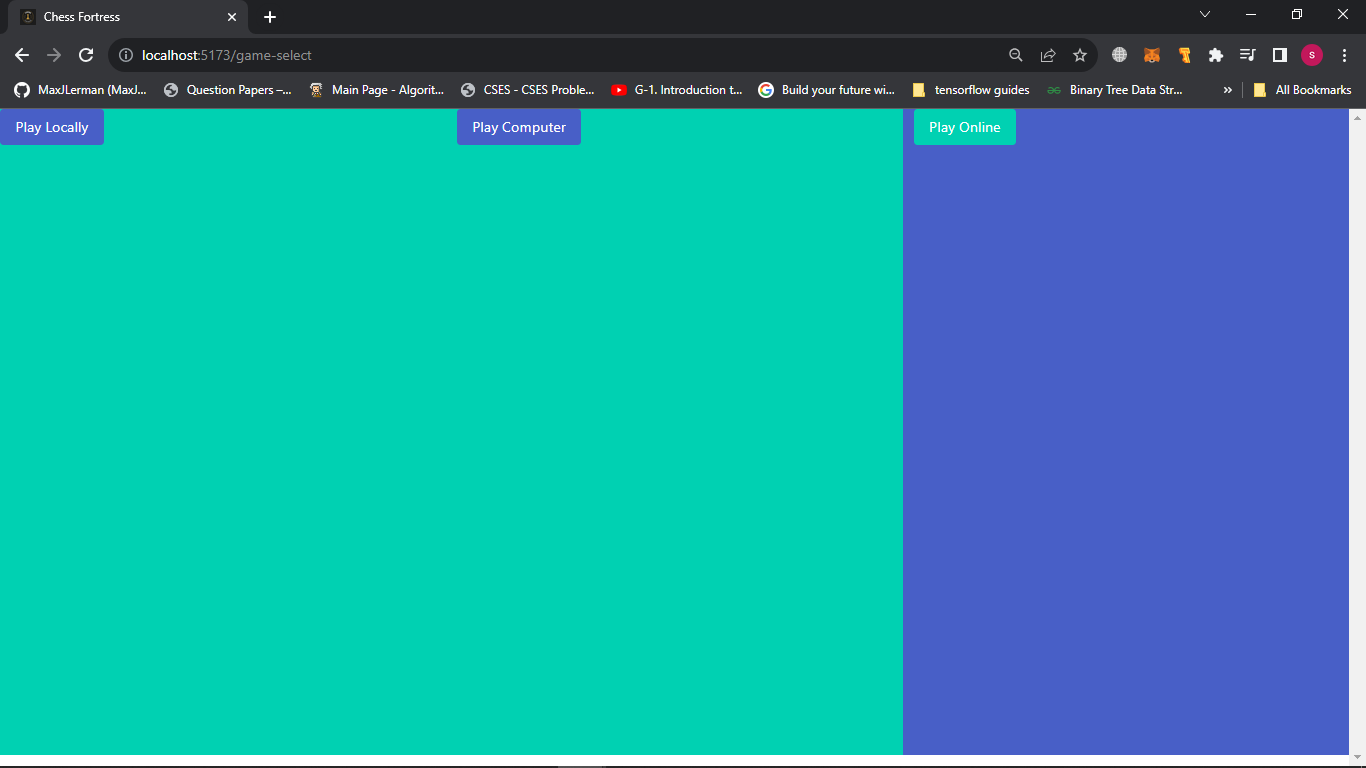 Chess Fortress
localhost:5173/game-select
S
MaxJLerman (MaxJ... Question Papers –... Main Page - Algorit... CSES - CSES Proble... G-1. Introduction t... Build your future wi... tensorflow guides Binary Tree Data Str... » All Bookmarks
Play Locally Play Computer Play Online